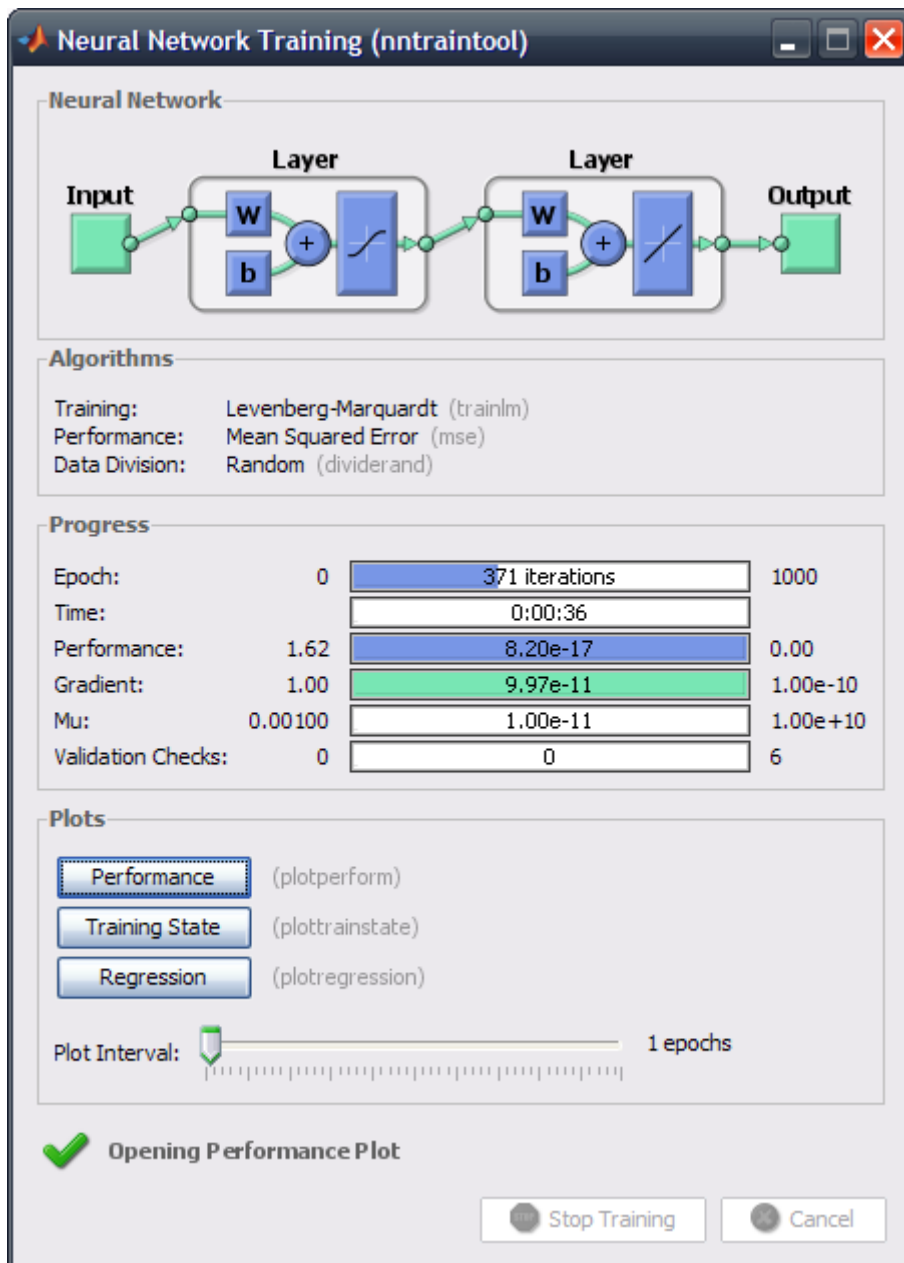 Neural Network Training (nntraintool)
Neural Network
Layer Layer
Input Output
W W
+ +
b b
Algorithms
Training: Levenberg-Marquardt (trainlm)
Performance: Mean Squared Error (mse)
Data Division: Random (dividerand)
Progress
Epoch: 0 371 iterations 1000
Time: 0:00:36
Performance: 1.62 8.20e-17 0.00
Gradient: 1.00 9.97e-11 1.00e-10
Mu: 0.00100 1.00e-11 1.00e+10
Validation Checks: 0 0 6
Plots
Performance (plotperform)
Training State (plottrainstate)
Regression (plotregression)
Plot Interval: 1 epochs
Opening Performance Plot
STOP Stop Training Cancel